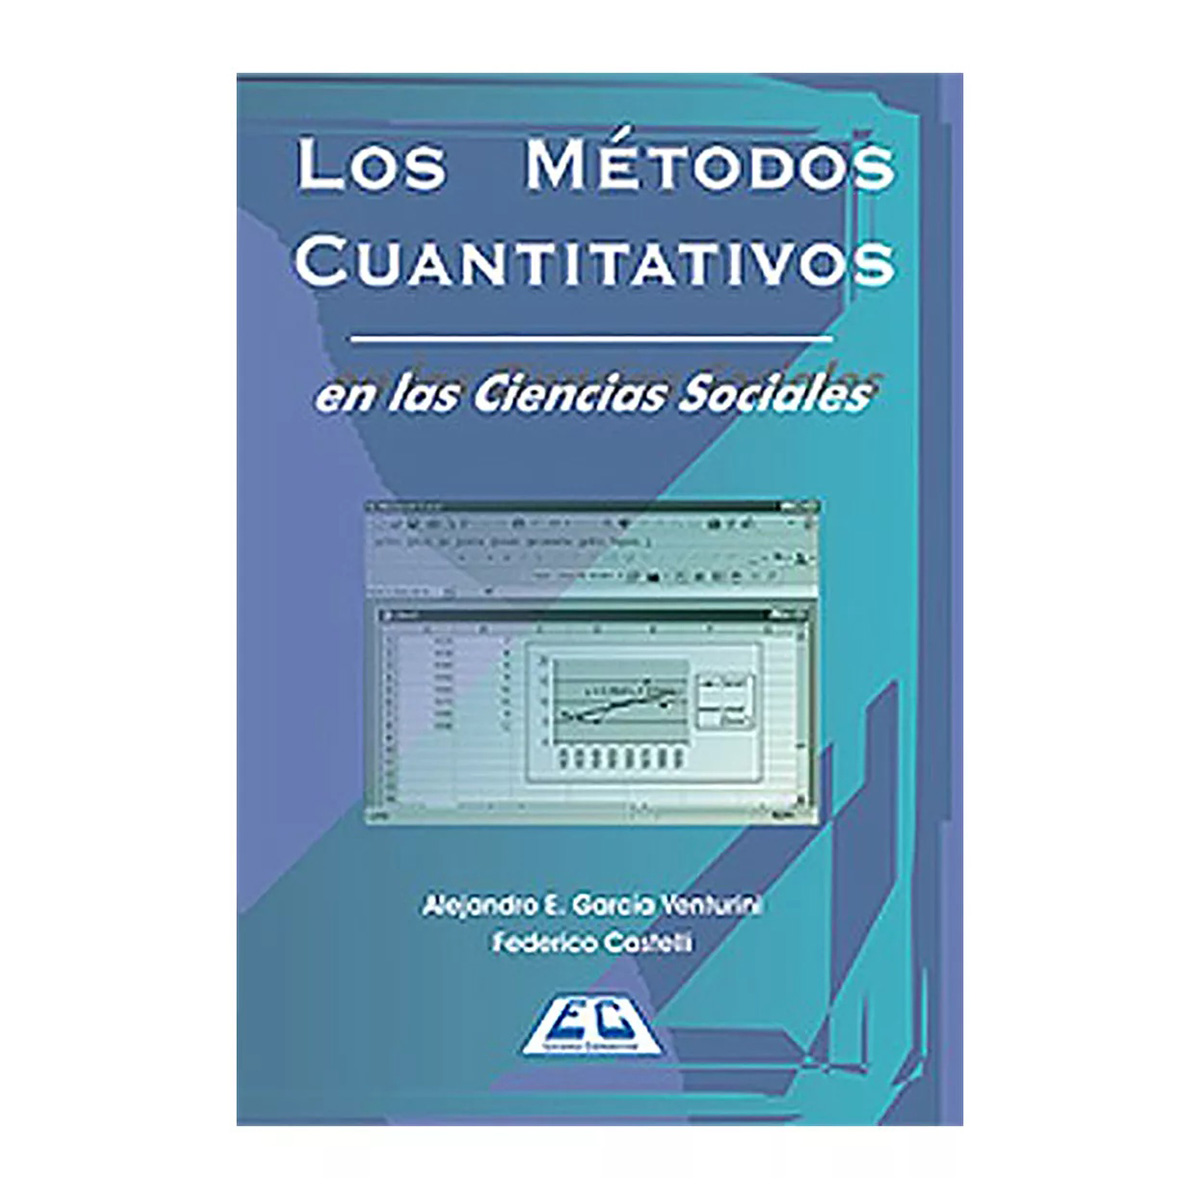 LOS MÉTODOS
CUANTITATIVOS
en las Ciencias Sociales
Alejandro E. García Venturini
Federico Castelli
EC